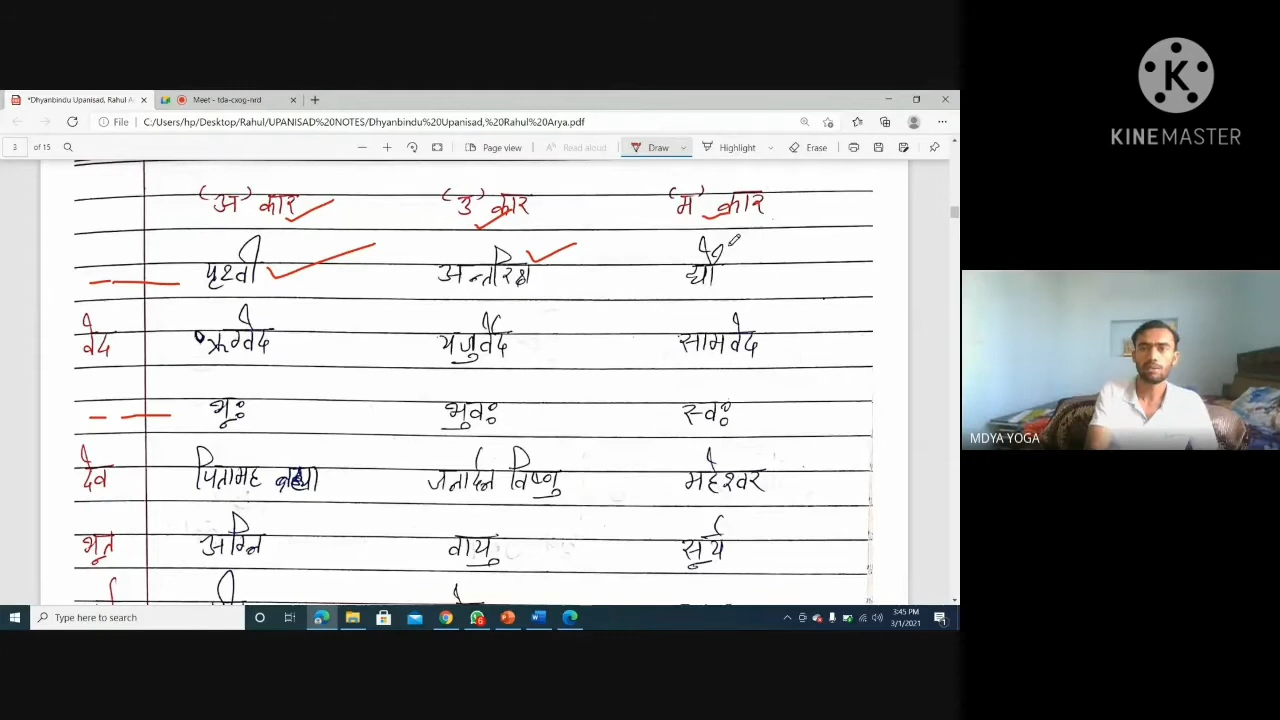 *Dhyanbindu Upanisad, Rahul A
Meet - tda-cxog-nrd
File C:/Users/hp/Desktop/Rahul/UPANISAD%20NOTES/Dhyanbindu%20Upanisad,%20Rahul%20Arya.pdf
3 of 15 Page view Read aloud Draw Highlight Erase
(अ) कार (उ) कार (म) कार
पृथ्वी अन्तरिक्ष द्यौ
वेद ऋग्वेद यजुर्वेद सामवेद
भूः भुवः स्वः
देव पितामह ब्रह्मा जनार्दन विष्णु महेश्वर
भूत अग्नि वायु सूर्य
Type here to search
6
3:45 PM
3/1/2021
1
K
KINEMASTER
MDYA YOGA